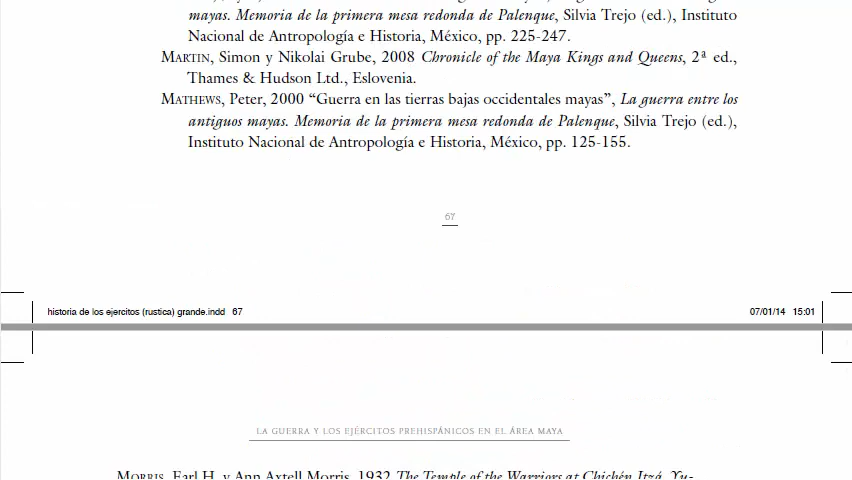 mayas. Memoria de la primera mesa redonda de Palenque, Silvia Trejo (ed.), Instituto
Nacional de Antropología e Historia, México, pp. 225-247.
MARTIN, Simon y Nikolai Grube, 2008 Chronicle of the Maya Kings and Queens, 2ª ed.,
Thames & Hudson Ltd., Eslovenia.
MATHEWS, Peter, 2000 “Guerra en las tierras bajas occidentales mayas”, La guerra entre los
antiguos mayas. Memoria de la primera mesa redonda de Palenque, Silvia Trejo (ed.),
Instituto Nacional de Antropología e Historia, México, pp. 125-155.
67
historia de los ejercitos (rustica) grande.indd 67
07/01/14 15:01
LA GUERRA Y LOS EJÉRCITOS PREHISPÁNICOS EN EL ÁREA MAYA
MORRIS, Earl H. y Ann Axtell Morris, 1932 The Temple of the Warriors at Chichén Itzá, Yu-